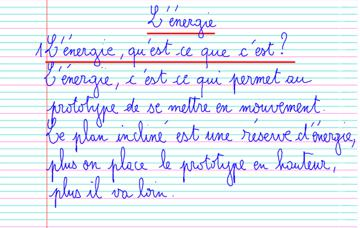 L'énergie
1 L'énergie, qu'est ce que c'est ?
L'énergie, c'est ce qui permet au
prototype de se mettre en mouvement.
Le plan incliné est une réserve d'énergie,
plus on place le prototype en hauteur,
plus il va loin.